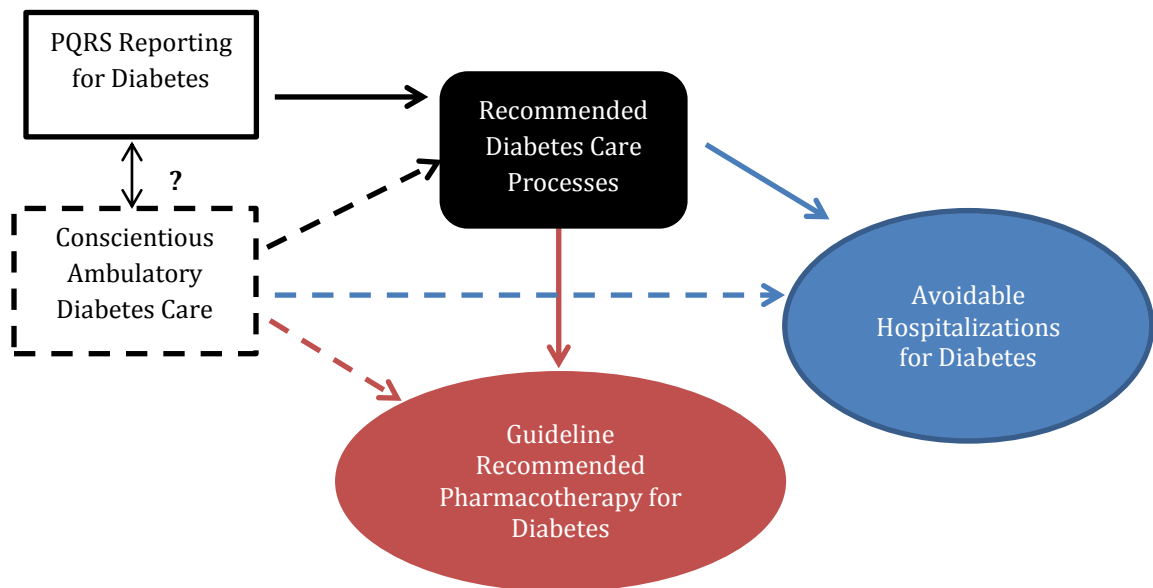 PQRS Reporting
for Diabetes
Recommended
Diabetes Care
Processes
?
Conscientious
Ambulatory
Diabetes Care
Avoidable
Hospitalizations
for Diabetes
Guideline
Recommended
Pharmacotherapy for
Diabetes